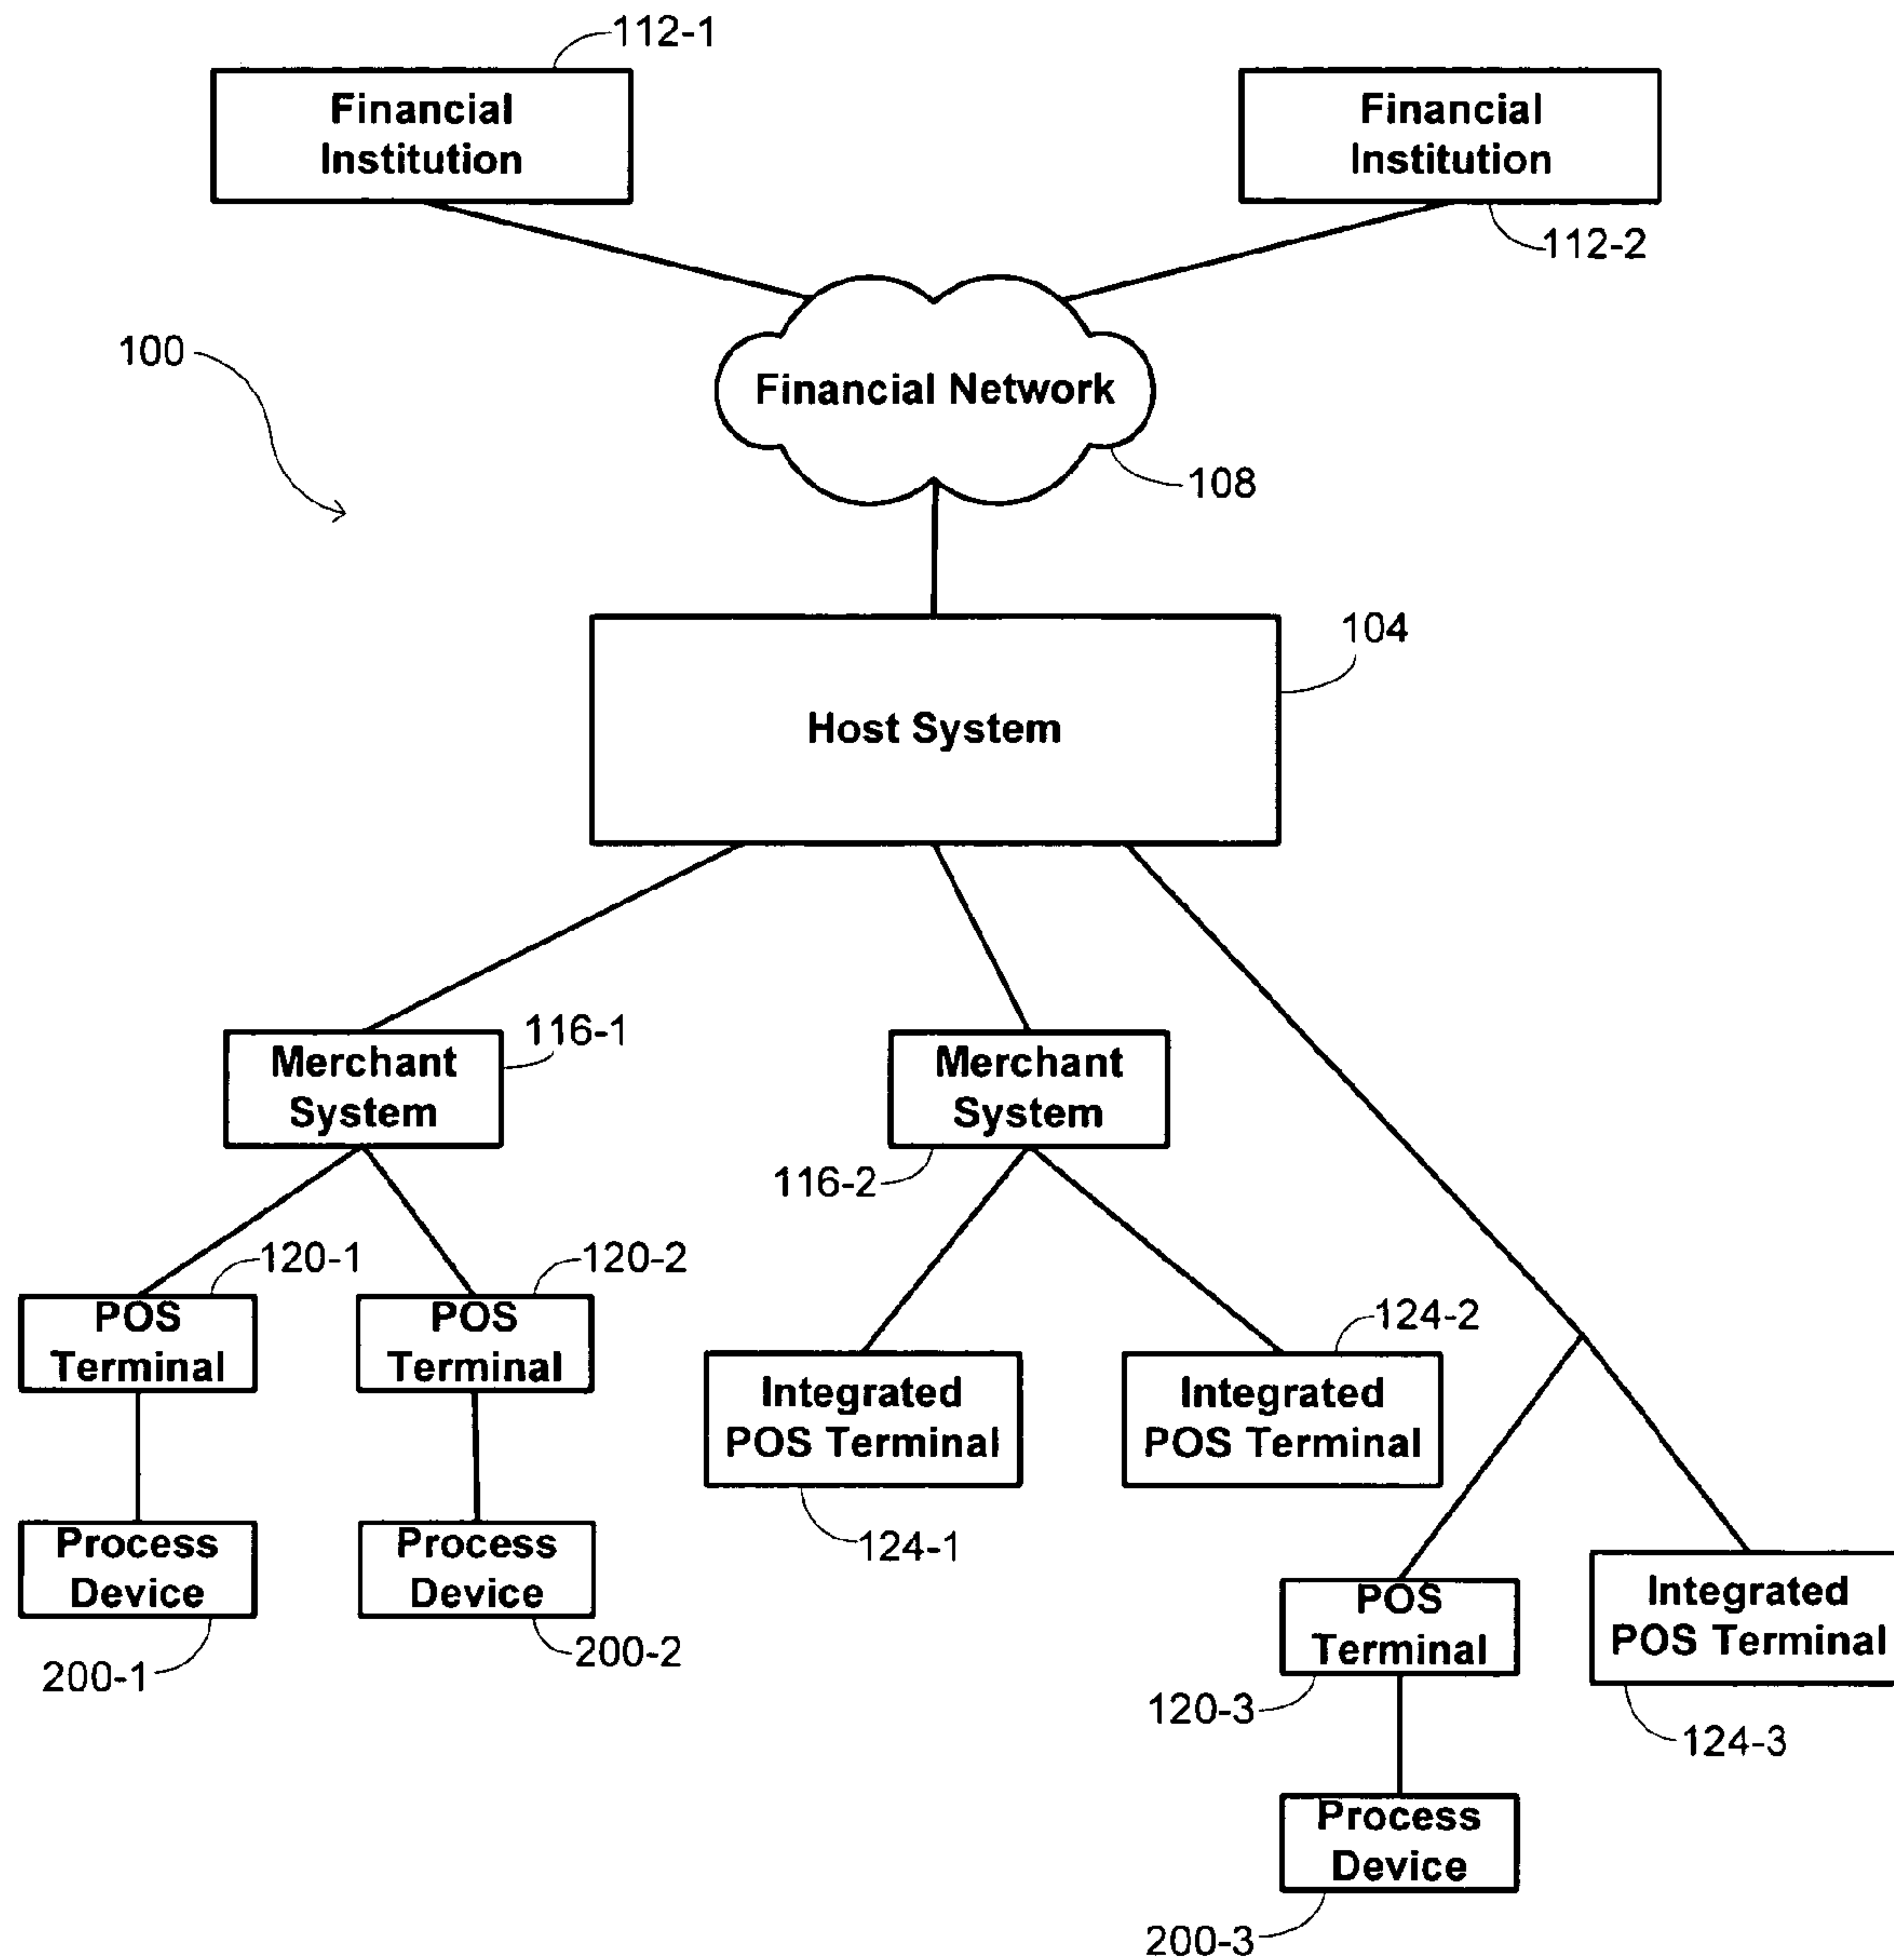 112-1
Financial
Institution
Financial
Institution
112-2
100
Financial Network
108
104
Host System
116-1
Merchant
System
Merchant
System
116-2
120-1
120-2
POS
Terminal
POS
Terminal
124-2
Integrated
POS Terminal
Integrated
POS Terminal
124-1
Process
Device
Process
Device
200-1
200-2
POS
Terminal
Integrated
POS Terminal
120-3
124-3
Process
Device
200-3